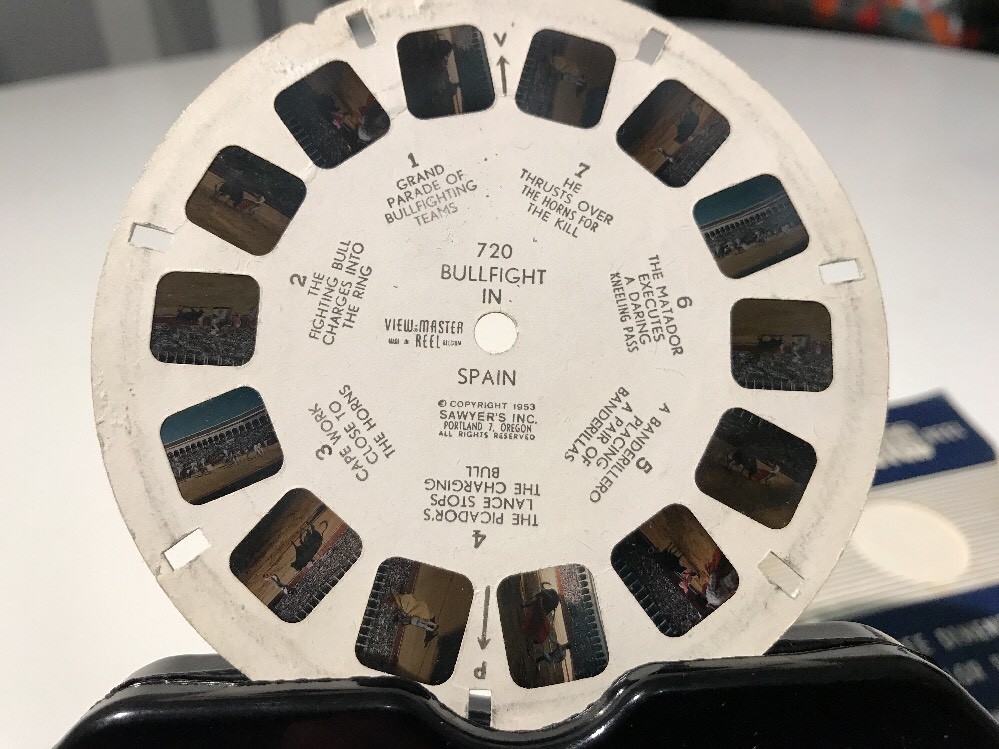 V
1
GRAND
PARADE OF
BULLFIGHTING
TEAMS
7
HE
THRUSTS OVER
THE HORNS FOR
THE KILL
720
BULLFIGHT
IN
VIEW-MASTER
MADE IN REEL BELGIUM
SPAIN
© COPYRIGHT 1953
SAWYER'S INC.
PORTLAND 7, OREGON
ALL RIGHTS RESERVED
2
THE
FIGHTING BULL
CHARGES INTO
THE RING
6
THE MATADOR
EXECUTES
A DARING
KNEELING PASS
3
CAPE WORK
CLOSE TO
THE HORNS
5
A BANDERILLERO
PLACING
A PAIR OF
BANDERILLAS
4
THE PICADOR'S
LANCE STOPS
THE CHARGING
BULL
P